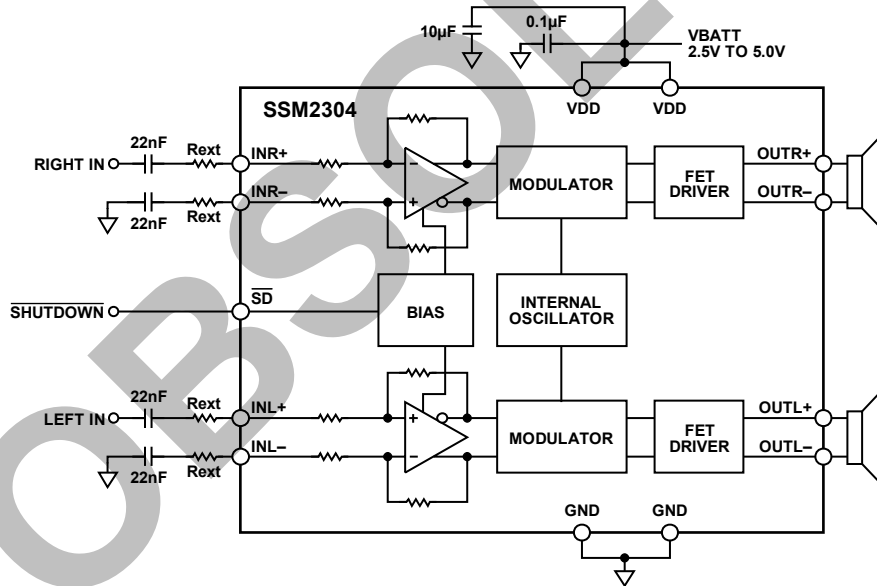 10µF
0.1µF
VBATT
2.5V TO 5.0V
VDD
VDD
SSM2304
22nF
Rext
INR+
RIGHT IN
MODULATOR
FET
DRIVER
OUTR+
INR–
OUTR–
22nF
Rext
SHUTDOWN
SD
BIAS
INTERNAL
OSCILLATOR
22nF
Rext
INL+
LEFT IN
MODULATOR
FET
DRIVER
OUTL+
INL–
OUTL–
22nF
Rext
GND
GND
OBSOL